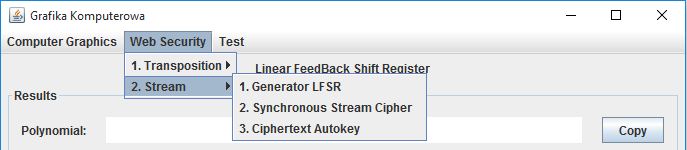 Grafika Komputerowa
Computer Graphics Web Security Test
1. Transposition
Linear FeedBack Shift Register
2. Stream
1. Generator LFSR
Results
2. Synchronous Stream Cipher
3. Ciphertext Autokey
Polynomial:
Copy